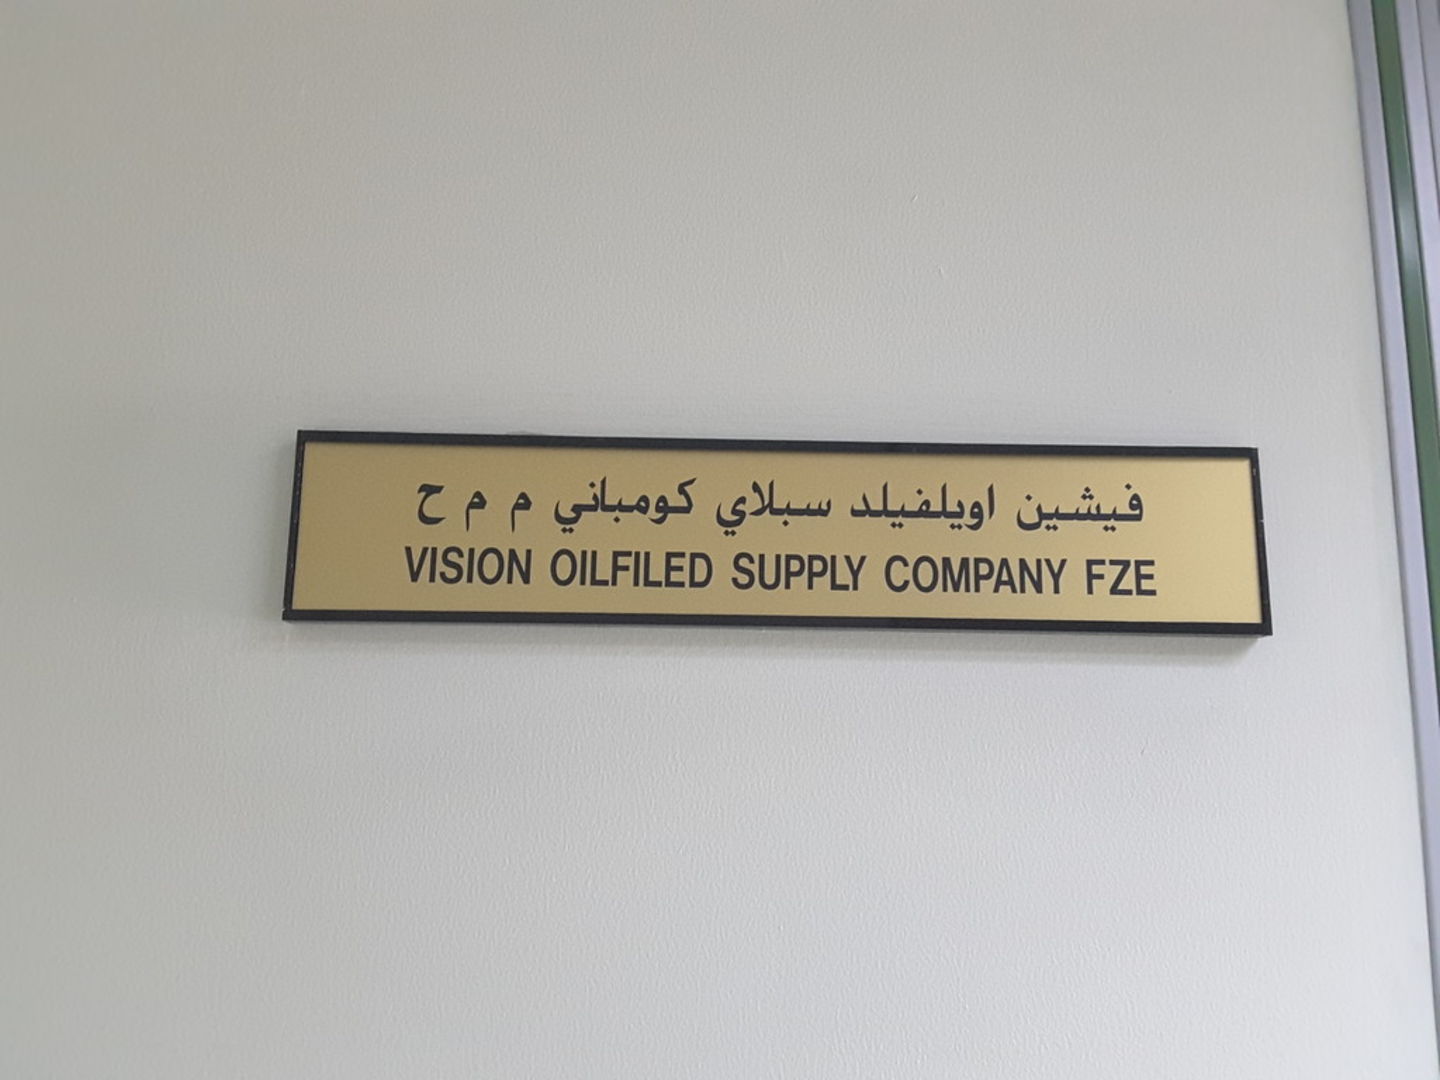 فيشين اويلفيلد سبلاي كومباني م م ح
VISION OILFILED SUPPLY COMPANY FZE